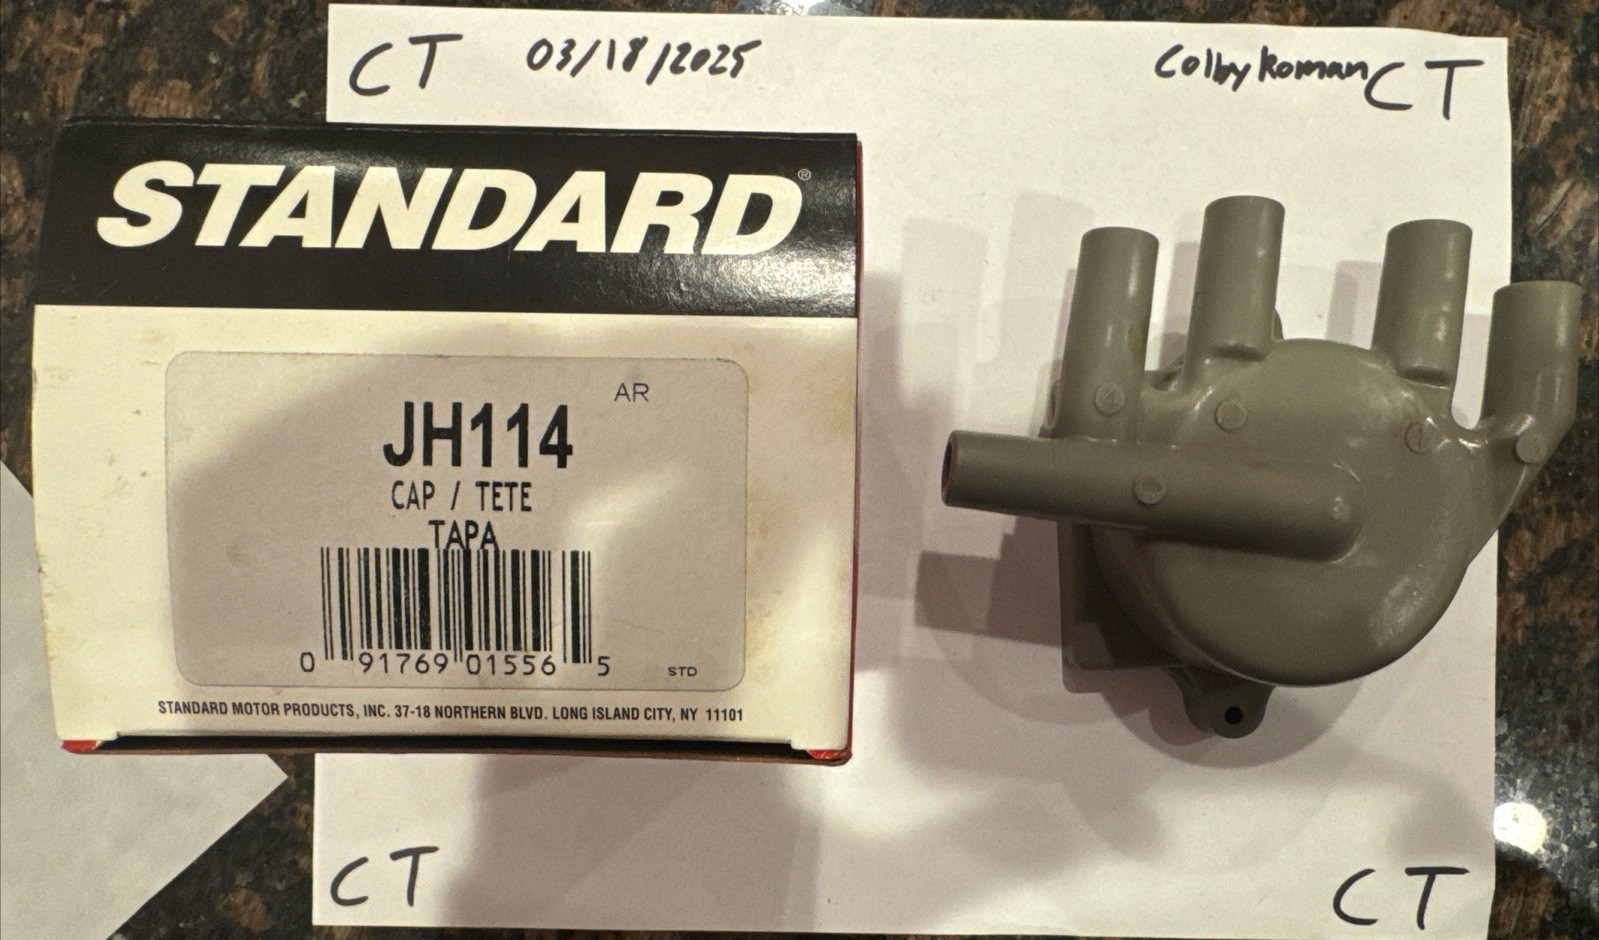 CT 03/18/2025 Colby Roman CT
STANDARD®
AR
JH114
CAP / TETE
TAPA
0 91769 01556 5
STD
STANDARD MOTOR PRODUCTS, INC. 37-18 NORTHERN BLVD. LONG ISLAND CITY, NY 11101
4
CT CT